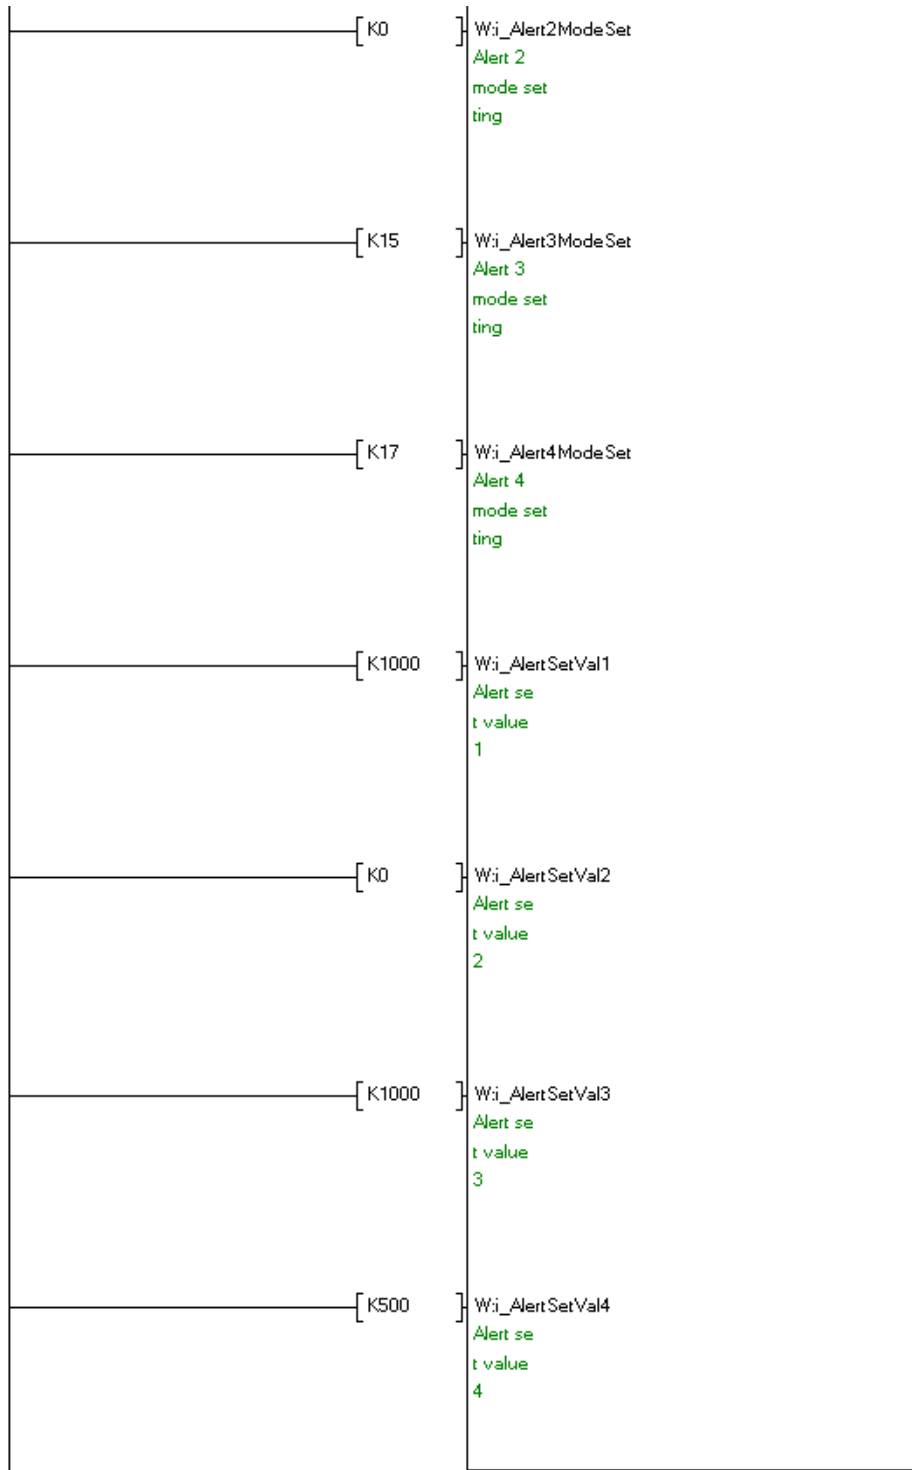 K0 W:i_Alert2ModeSet
Alert 2
mode set
ting
K15 W:i_Alert3ModeSet
Alert 3
mode set
ting
K17 W:i_Alert4ModeSet
Alert 4
mode set
ting
K1000 W:i_AlertSetVal1
Alert se
t value
1
K0 W:i_AlertSetVal2
Alert se
t value
2
K1000 W:i_AlertSetVal3
Alert se
t value
3
K500 W:i_AlertSetVal4
Alert se
t value
4